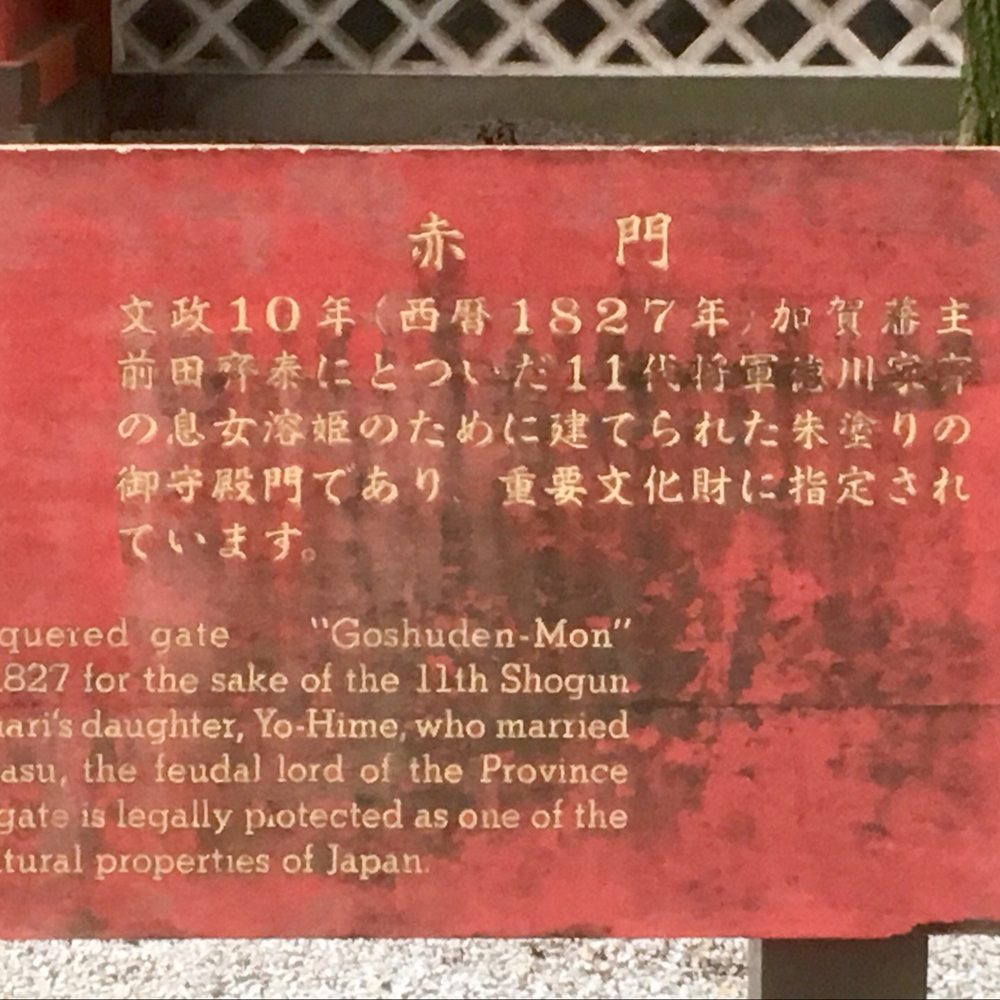 赤 門
文政10年(西暦1827年)加賀藩主
前田齊泰にとついだ11代将軍徳川家斉
の息女溶姫のために建てられた朱塗りの
御守殿門であり、重要文化財に指定され
ています。
quered gate "Goshuden-Mon"
1827 for the sake of the 11th Shogun
nari's daughter, Yo-Hime, who married
asu, the feudal lord of the Province
gate is legally protected as one of the
tural properties of Japan.